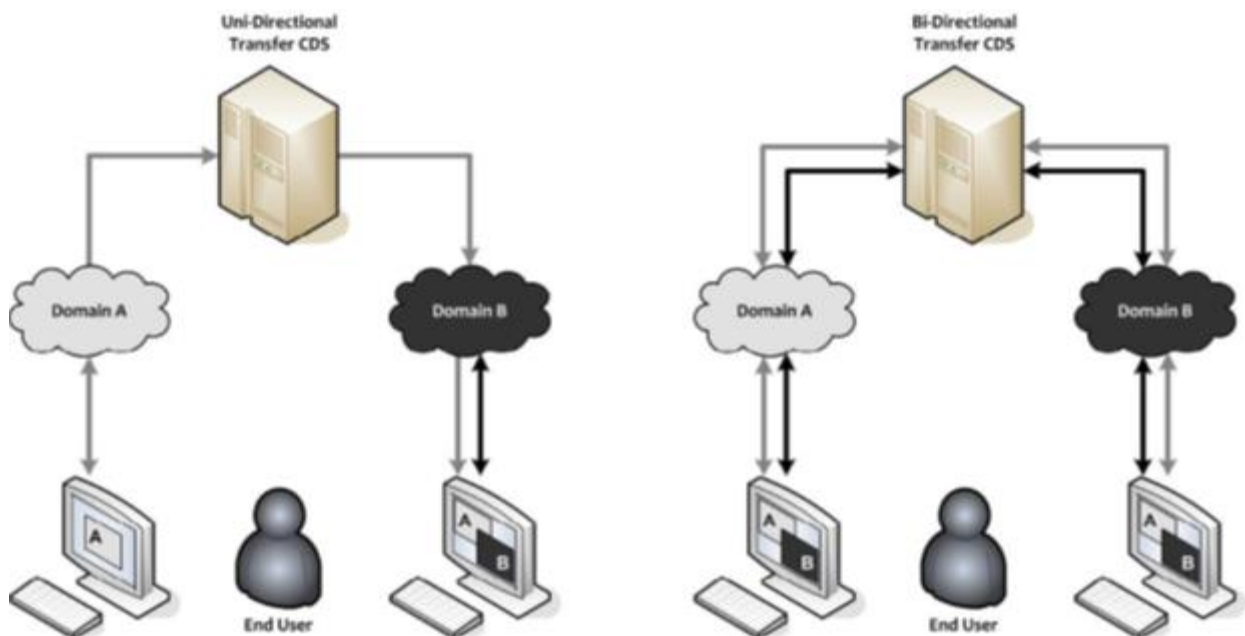 Uni-Directional
Transfer CDS
Bi-Directional
Transfer CDS
Domain A
Domain B
Domain A
Domain B
A
A
B
A
B
A
B
End User
End User